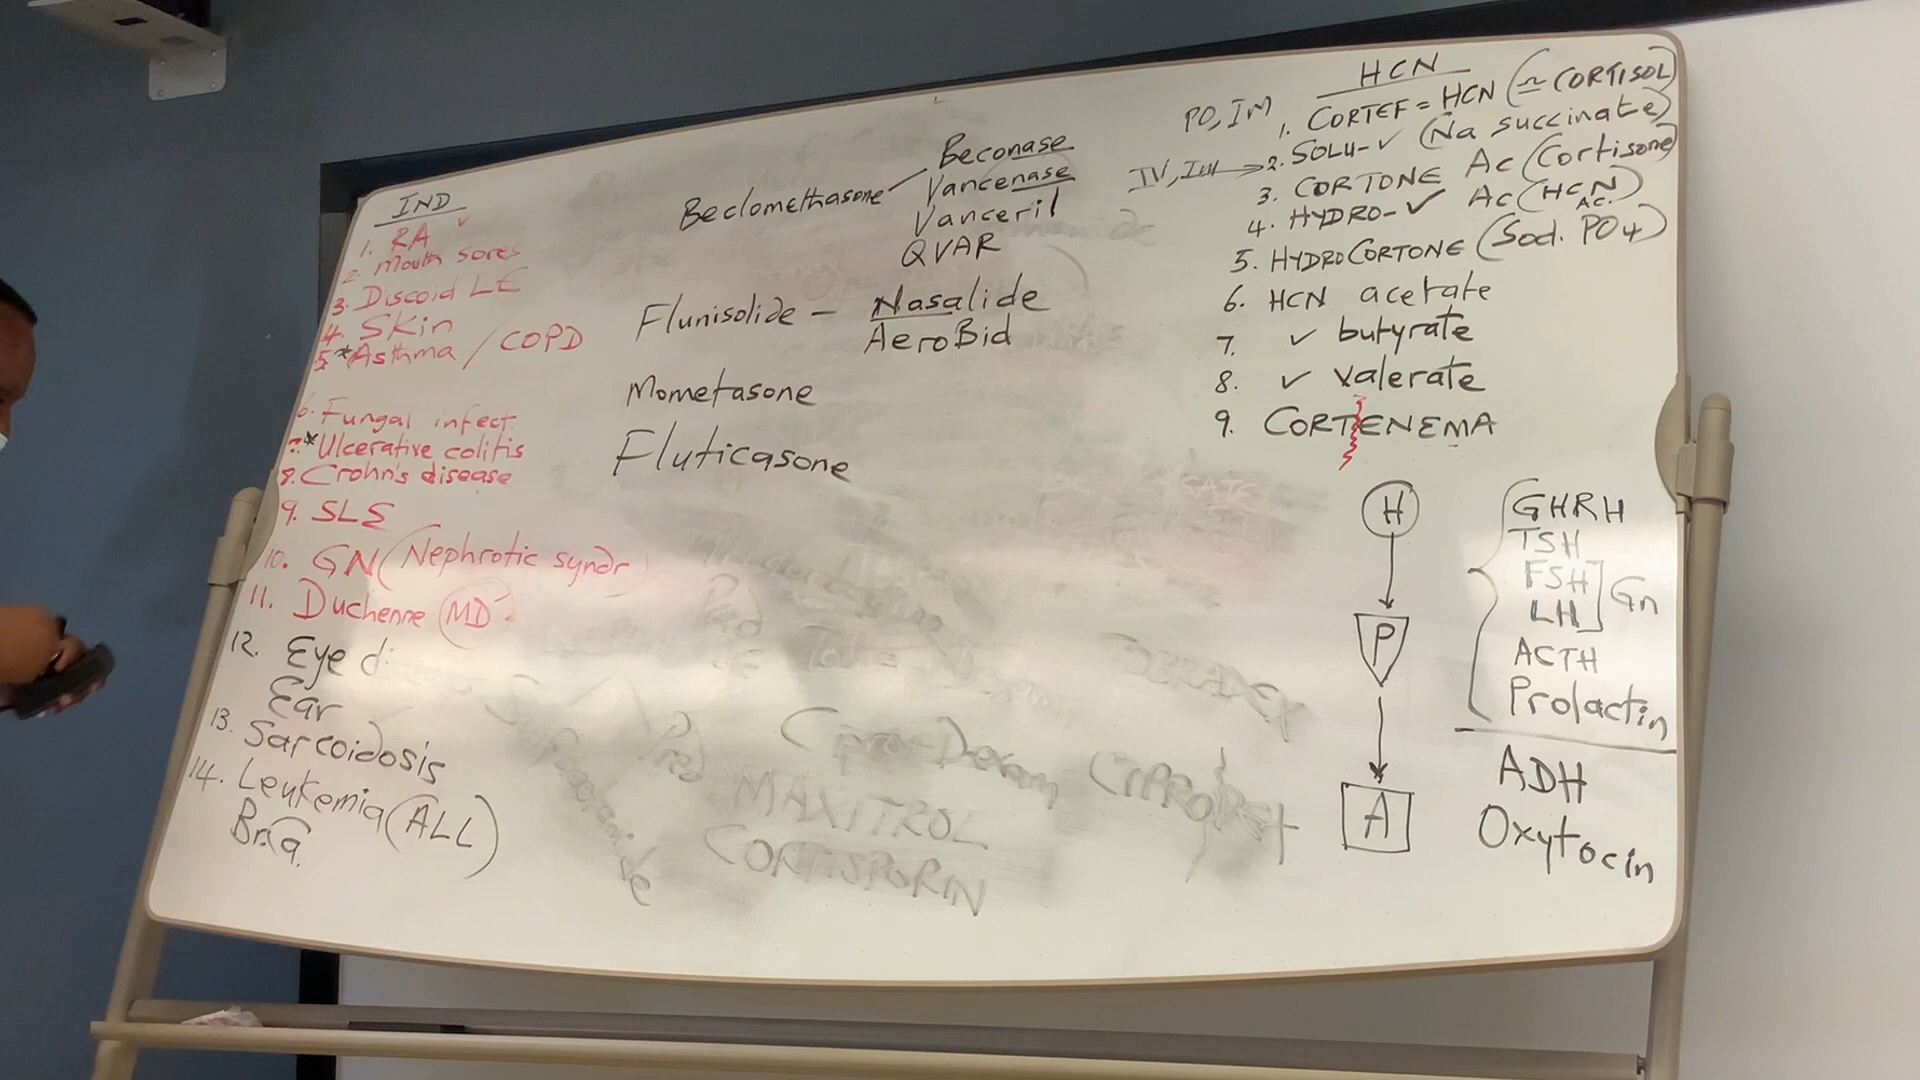 IND
1. RA ✓
2. Mouth sores
3. Discoid LE
4. Skin
5.* Asthma / COPD
6. Fungal infect.
7.* Ulcerative colitis
8. Crohn's disease
9. SLE
10. GN (Nephrotic syndr
11. Duchenne (MD)
12. Eye d
Ear
13. Sarcoidosis
14. Leukemia (ALL)
Beclomethasone
Beconase
Vancenase
Vanceril
QVAR
Flunisolide - Nasalide
AeroBid
Mometasone
Fluticasone
Cipro-Dexam CIPRODEX
MAXITROL
CORTISPORIN
HCN
PO, IM 1. CORTEF = HCN (≃ CORTISOL)
IV, IM → 2. SOLU- ✓ (Na succinate)
3. CORTONE Ac (Cortisone)
4. HYDRO- ✓ Ac (HCN Ac.)
5. HYDROCORTONE (Sod. PO4)
6. HCN acetate
7. ✓ butyrate
8. ✓ valerate
9. CORTENEMA
H
P
A
GHRH
TSH
FSH
LH
Gn
ACTH
Prolactin
ADH
Oxytocin